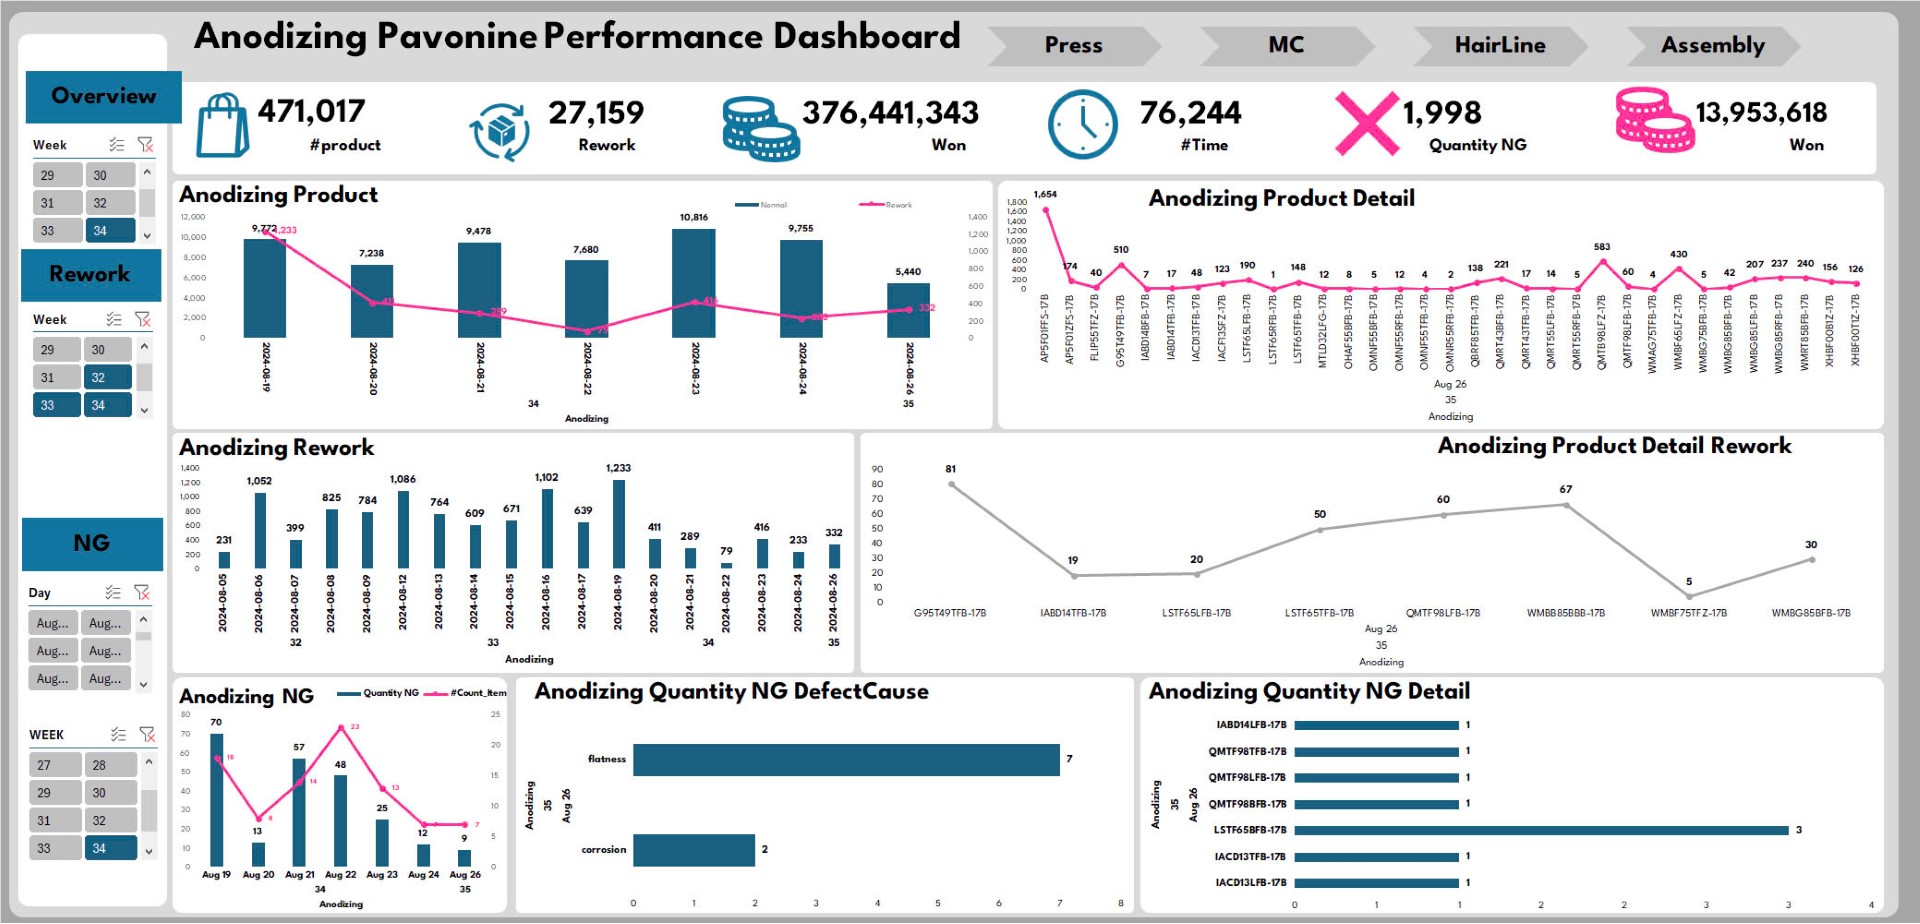 Anodizing Pavonine Performance Dashboard
Press
MC
HairLine
Assembly
Overview
471,017
#product
27,159
Rework
376,441,343
Won
76,244
#Time
1,998
Quantity NG
13,953,618
Won
Week
29 30
31 32
33 34
Rework
Week
29 30
31 32
33 34
NG
Day
Aug... Aug...
Aug... Aug...
Aug... Aug...
WEEK
27 28
29 30
31 32
33 34
Anodizing Product
Normal Rework
12,000
10,000
8,000
6,000
4,000
2,000
0
1,400
1,200
1,000
800
600
400
200
0
9,772 7,238 9,478 7,680 10,816 9,755 5,440
1,233 411 289 79 416 233 332
2024-08-19 2024-08-20 2024-08-21 2024-08-22 2024-08-23 2024-08-24 2024-08-26
34 35
Anodizing
Anodizing Product Detail
1,800
1,600
1,400
1,200
1,000
800
600
400
200
0
1,654 174 40 510 7 17 48 123 190 1 148 12 8 5 12 4 2 138 221 17 14 5 583 60 4 430 5 42 207 237 240 156 126
AP5F01FFS-17B
AP5F01ZFS-17B
FLIP55TFZ-17B
G95T49TFB-17B
IABD14BFB-17B
IABD14TFB-17B
IACD13TFB-17B
IACF13SFZ-17B
LSTF65LFB-17B
LSTF65RFB-17B
LSTF65TFB-17B
MTLD32LFG-17B
OHAF55BFB-17B
OMNF55BFB-17B
OMNF55RFB-17B
OMNF55TFB-17B
OMNR55RFB-17B
QBRF85TFB-17B
QMRT43BFB-17B
QMRT43TFB-17B
QMRT55LFB-17B
QMRT55RFB-17B
QMTB98LFZ-17B
QMTF98LFB-17B
WMAG75TFB-17B
WMBF65LFZ-17B
WMBG75BFB-17B
WMBG85BFB-17B
WMBG85LFB-17B
WMBG85RFB-17B
WMRT85BFB-17B
XHBF00B1Z-17B
XHBF00T1Z-17B
Aug 26
35
Anodizing
Anodizing Rework
1,400
1,200
1,000
800
600
400
200
0
231 1,052 399 825 784 1,086 764 609 671 1,102 639 1,233 411 289 79 416 233 332
2024-08-05 2024-08-06 2024-08-07 2024-08-08 2024-08-09 2024-08-12 2024-08-13 2024-08-14 2024-08-15 2024-08-16 2024-08-17 2024-08-19 2024-08-20 2024-08-21 2024-08-22 2024-08-23 2024-08-24 2024-08-26
32 33 34 35
Anodizing
Anodizing Product Detail Rework
90
80
70
60
50
40
30
20
10
0
81 19 20 50 60 67 5 30
G95T49TFB-17B IABD14TFB-17B LSTF65LFB-17B LSTF65TFB-17B QMTF98LFB-17B WMBB85BBB-17B WMBF75TFZ-17B WMBG85BFB-17B
Aug 26
35
Anodizing
Anodizing NG
Quantity NG #Count_Item
80
70
60
50
40
30
20
10
0
25
20
15
10
5
0
70 13 57 48 25 12 9
18 8 14 23 13 7
Aug 19 Aug 20 Aug 21 Aug 22 Aug 23 Aug 24 Aug 26
34 35
Anodizing
Anodizing Quantity NG DefectCause
flatness 7
corrosion 2
Anodizing
35
Aug 26
0 1 2 3 4 5 6 7 8
Anodizing Quantity NG Detail
IABD14LFB-17B 1
QMTF98TFB-17B 1
QMTF98LFB-17B 1
QMTF98BFB-17B 1
LSTF65BFB-17B 3
IACD13TFB-17B 1
IACD13LFB-17B 1
Anodizing
35
Aug 26
0 1 1 2 2 3 3 4